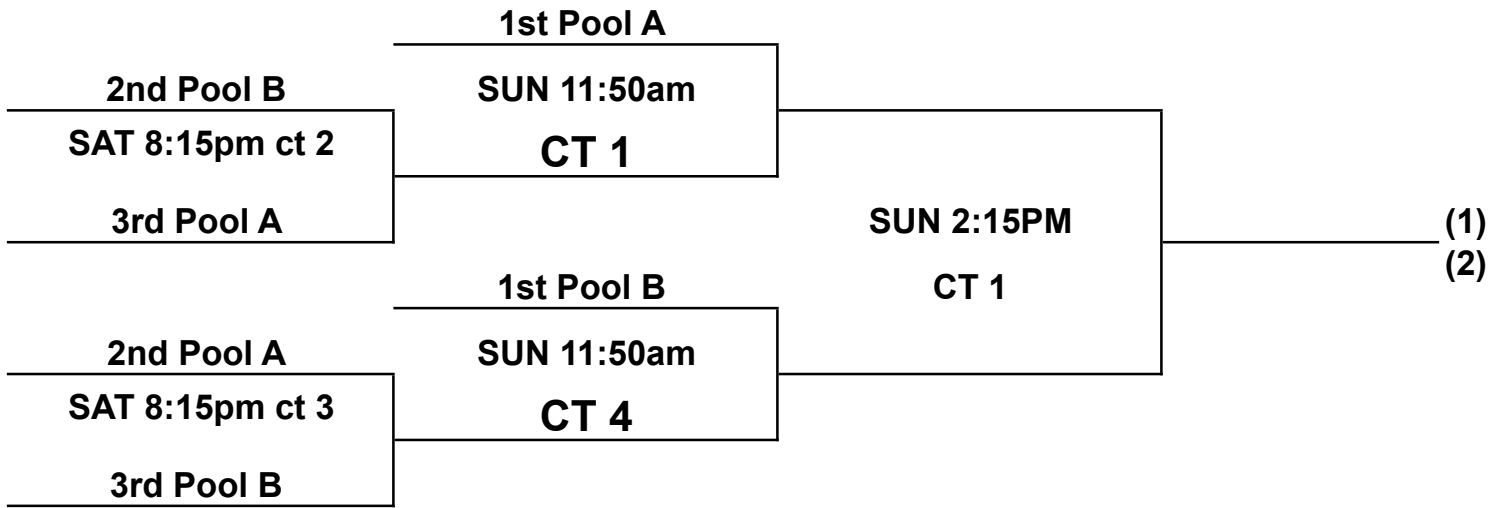 1st Pool A
2nd Pool B
SUN 11:50am
SAT 8:15pm ct 2
CT 1
3rd Pool A
SUN 2:15PM
(1)
(2)
1st Pool B
CT 1
2nd Pool A
SUN 11:50am
SAT 8:15pm ct 3
CT 4
3rd Pool B